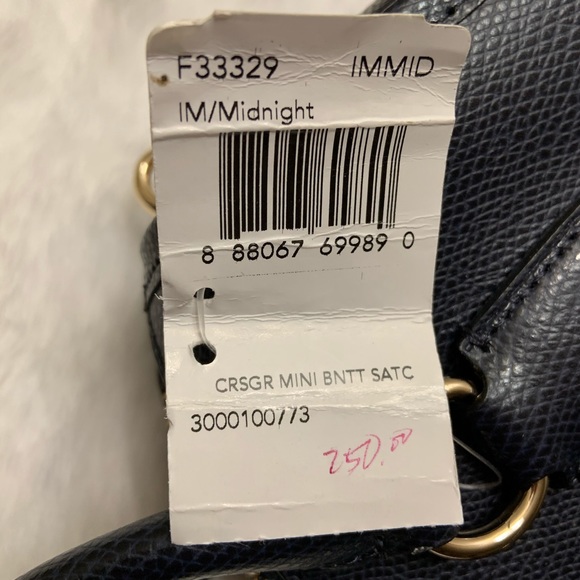 F33329 IMMID
IM/Midnight
8 88067 69989 0
CRSGR MINI BNTT SATC
3000100773
250.00